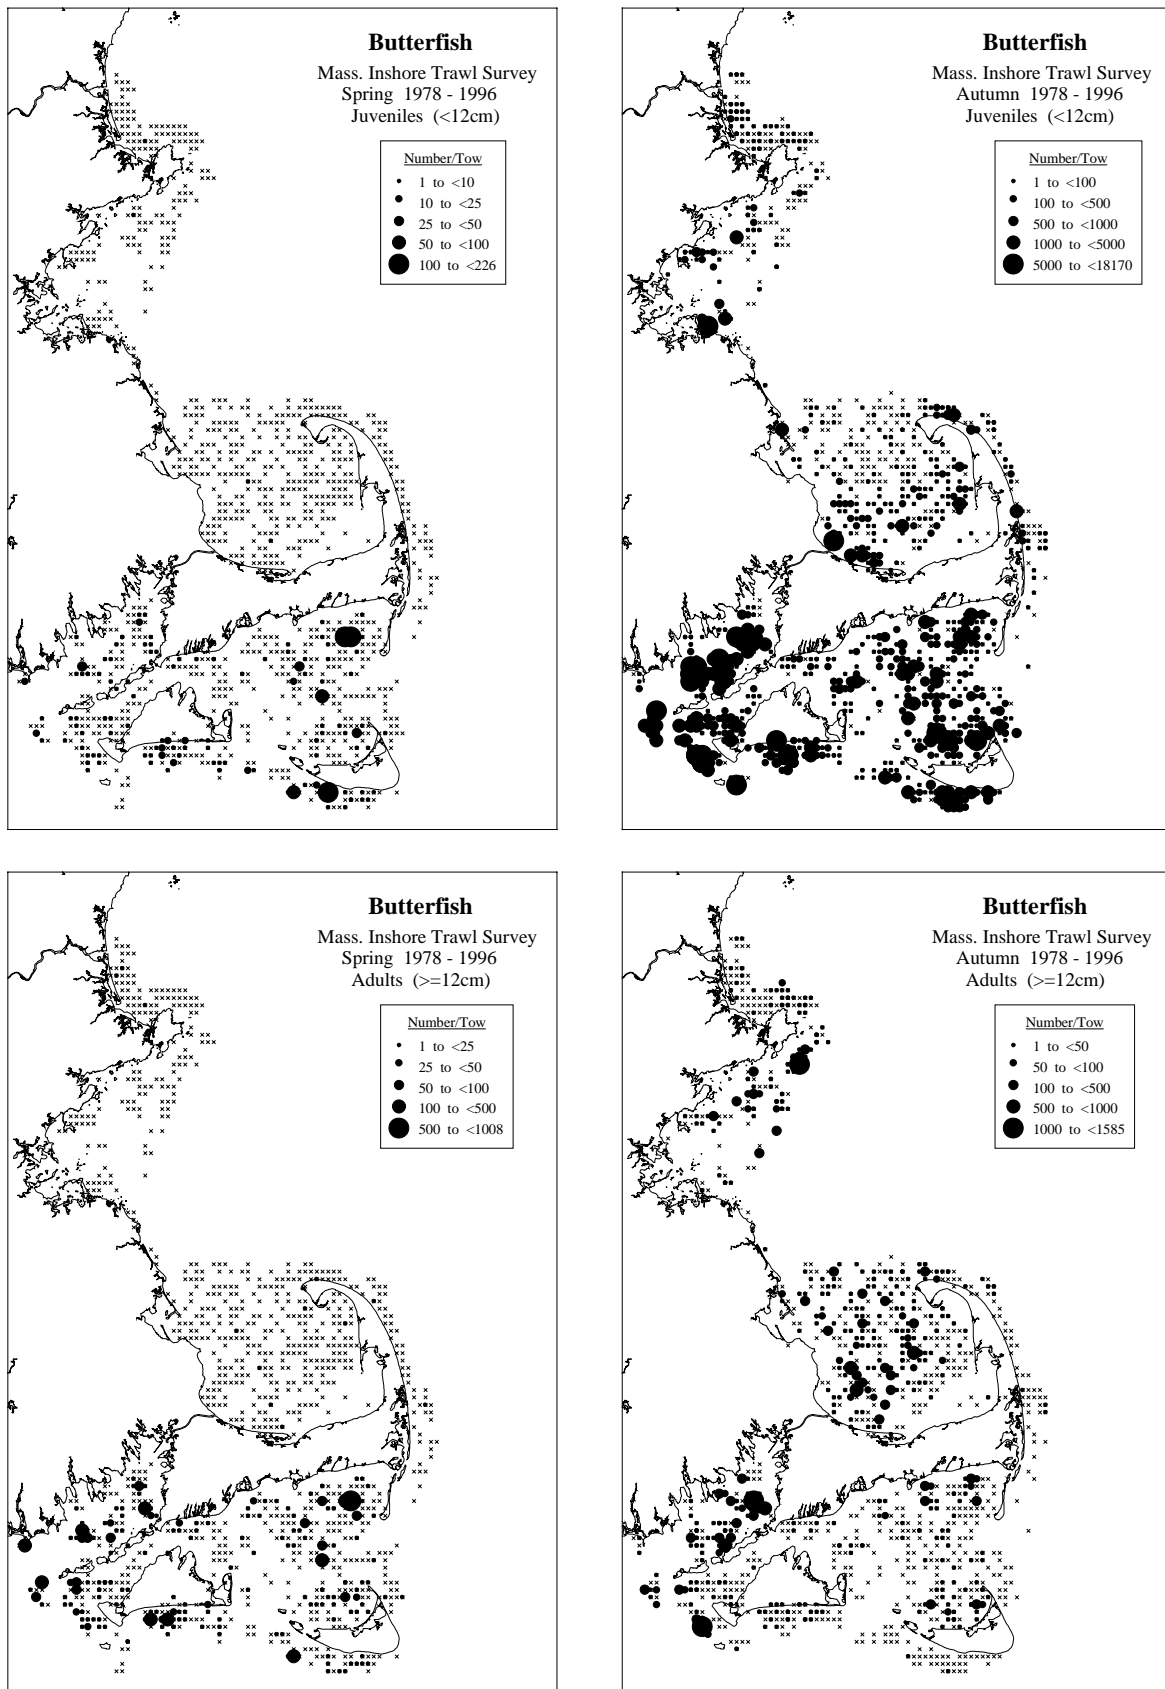 Butterfish
Mass. Inshore Trawl Survey
Spring 1978 - 1996
Juveniles (<12cm)
Number/Tow
1 to <10
10 to <25
25 to <50
50 to <100
100 to <226
Butterfish
Mass. Inshore Trawl Survey
Autumn 1978 - 1996
Juveniles (<12cm)
Number/Tow
1 to <100
100 to <500
500 to <1000
1000 to <5000
5000 to <18170
Butterfish
Mass. Inshore Trawl Survey
Spring 1978 - 1996
Adults (>=12cm)
Number/Tow
1 to <25
25 to <50
50 to <100
100 to <500
500 to <1008
Butterfish
Mass. Inshore Trawl Survey
Autumn 1978 - 1996
Adults (>=12cm)
Number/Tow
1 to <50
50 to <100
100 to <500
500 to <1000
1000 to <1585